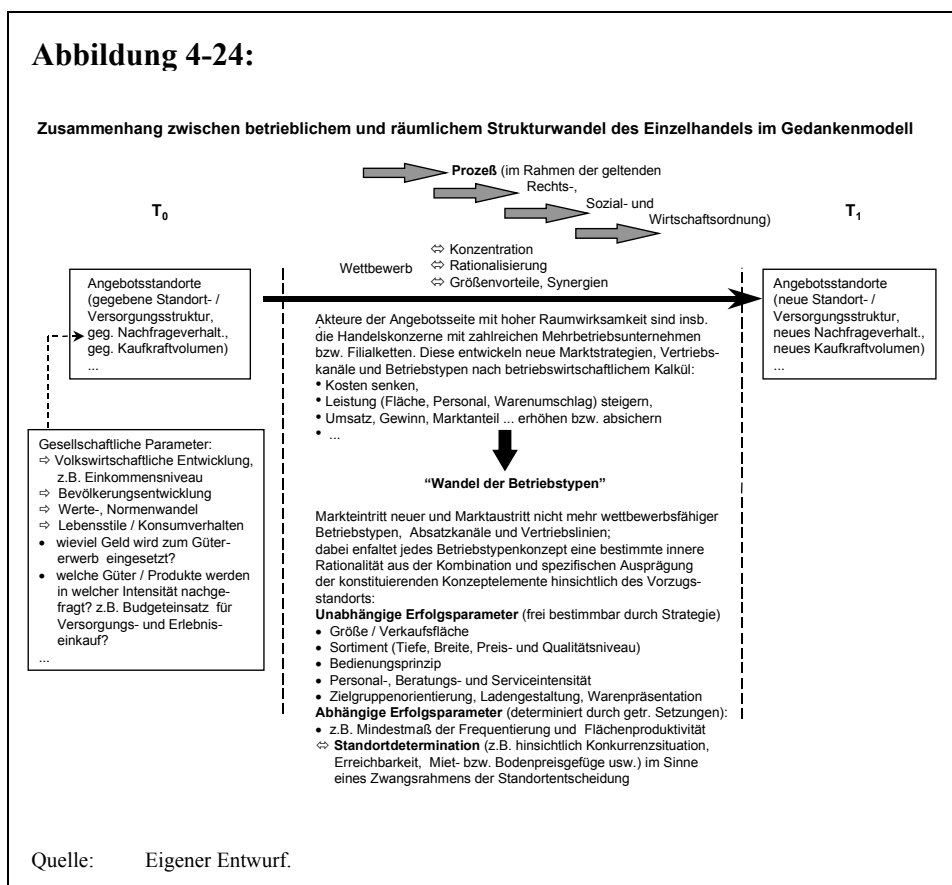 Abbildung 4-24:
Zusammenhang zwischen betrieblichem und räumlichem Strukturwandel des Einzelhandels im Gedankenmodell
Prozeß (im Rahmen der geltenden
Rechts-,
Sozial- und
Wirtschaftsordnung)
T0
T1
Wettbewerb
⇔ Konzentration
⇔ Rationalisierung
⇔ Größenvorteile, Synergien
Angebotsstandorte
(gegebene Standort- /
Versorgungsstruktur,
geg. Nachfrageverhalt.,
geg. Kaufkraftvolumen)
...
Gesellschaftliche Parameter:
⇨ Volkswirtschaftliche Entwicklung,
z.B. Einkommensniveau
⇨ Bevölkerungsentwicklung
⇨ Werte-, Normenwandel
⇨ Lebensstile / Konsumverhalten
• wieviel Geld wird zum Güter-
erwerb eingesetzt?
• welche Güter / Produkte werden
in welcher Intensität nachge-
fragt? z.B. Budgeteinsatz für
Versorgungs- und Erlebnis-
einkauf?
...
Akteure der Angebotsseite mit hoher Raumwirksamkeit sind insb.
die Handelskonzerne mit zahlreichen Mehrbetriebsunternehmen
bzw. Filialketten. Diese entwickeln neue Marktstrategien, Vertriebs-
kanäle und Betriebstypen nach betriebswirtschaftlichem Kalkül:
• Kosten senken,
• Leistung (Fläche, Personal, Warenumschlag) steigern,
• Umsatz, Gewinn, Marktanteil ... erhöhen bzw. absichern
• ...
“Wandel der Betriebstypen”
Markteintritt neuer und Marktaustritt nicht mehr wettbewerbsfähiger
Betriebstypen, Absatzkanäle und Vertriebslinien;
dabei enfaltet jedes Betriebstypenkonzept eine bestimmte innere
Rationalität aus der Kombination und spezifischen Ausprägung
der konstituierenden Konzeptelemente hinsichtlich des Vorzugs-
standorts:
Unabhängige Erfolgsparameter (frei bestimmbar durch Strategie)
• Größe / Verkaufsfläche
• Sortiment (Tiefe, Breite, Preis- und Qualitätsniveau)
• Bedienungsprinzip
• Personal-, Beratungs- und Serviceintensität
• Zielgruppenorientierung, Ladengestaltung, Warenpräsentation
Abhängige Erfolgsparameter (determiniert durch getr. Setzungen):
• z.B. Mindestmaß der Frequentierung und Flächenproduktivität
⇔ Standortdetermination (z.B. hinsichtlich Konkurrenzsituation,
Erreichbarkeit, Miet- bzw. Bodenpreisgefüge usw.) im Sinne
eines Zwangsrahmens der Standortentscheidung
Angebotsstandorte
(neue Standort- /
Versorgungsstruktur,
neues Nachfrageverhalt.,
neues Kaufkraftvolumen)
...
Quelle: Eigener Entwurf.